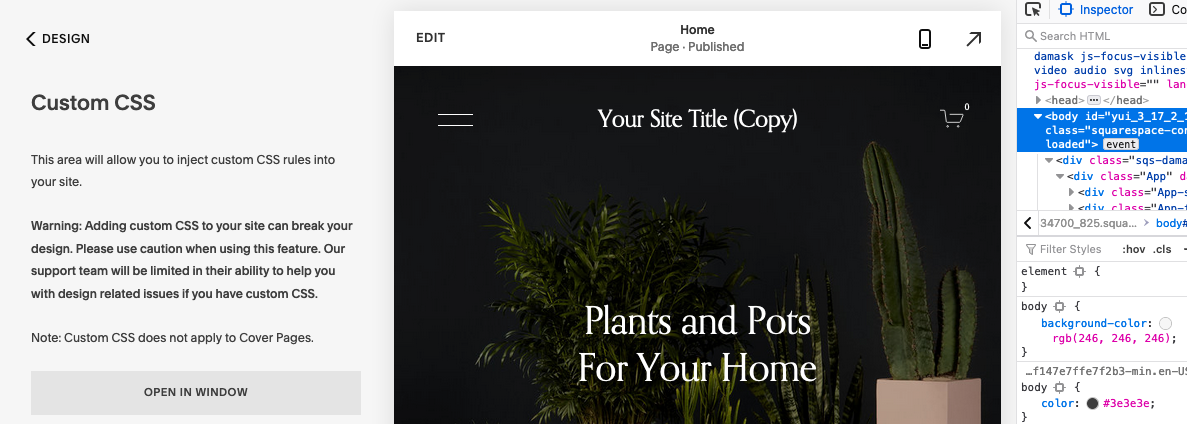 DESIGN
Custom CSS
This area will allow you to inject custom CSS rules into
your site.
Warning: Adding custom CSS to your site can break your
design. Please use caution when using this feature. Our
support team will be limited in their ability to help you
with design related issues if you have custom CSS.
Note: Custom CSS does not apply to Cover Pages.
OPEN IN WINDOW
EDIT
Home
Page · Published
Your Site Title (Copy)
0
Plants and Pots
For Your Home
Inspector
Search HTML
damask js-focus-visible
video audio svg inlines
js-focus-visible="" lan
<head> ··· </head>
<body id="yui_3_17_2_1
class="squarespace-con
loaded"> event
<div class="sqs-dama
<div class="App" d
<div class="App-s
34700_825.squa…
body#
Filter Styles :hov .cls
element {
}
body {
background-color:
rgb(246, 246, 246);
}
…f147e7ffe7f2b3-min.en-US
body {
color: #3e3e3e;
}